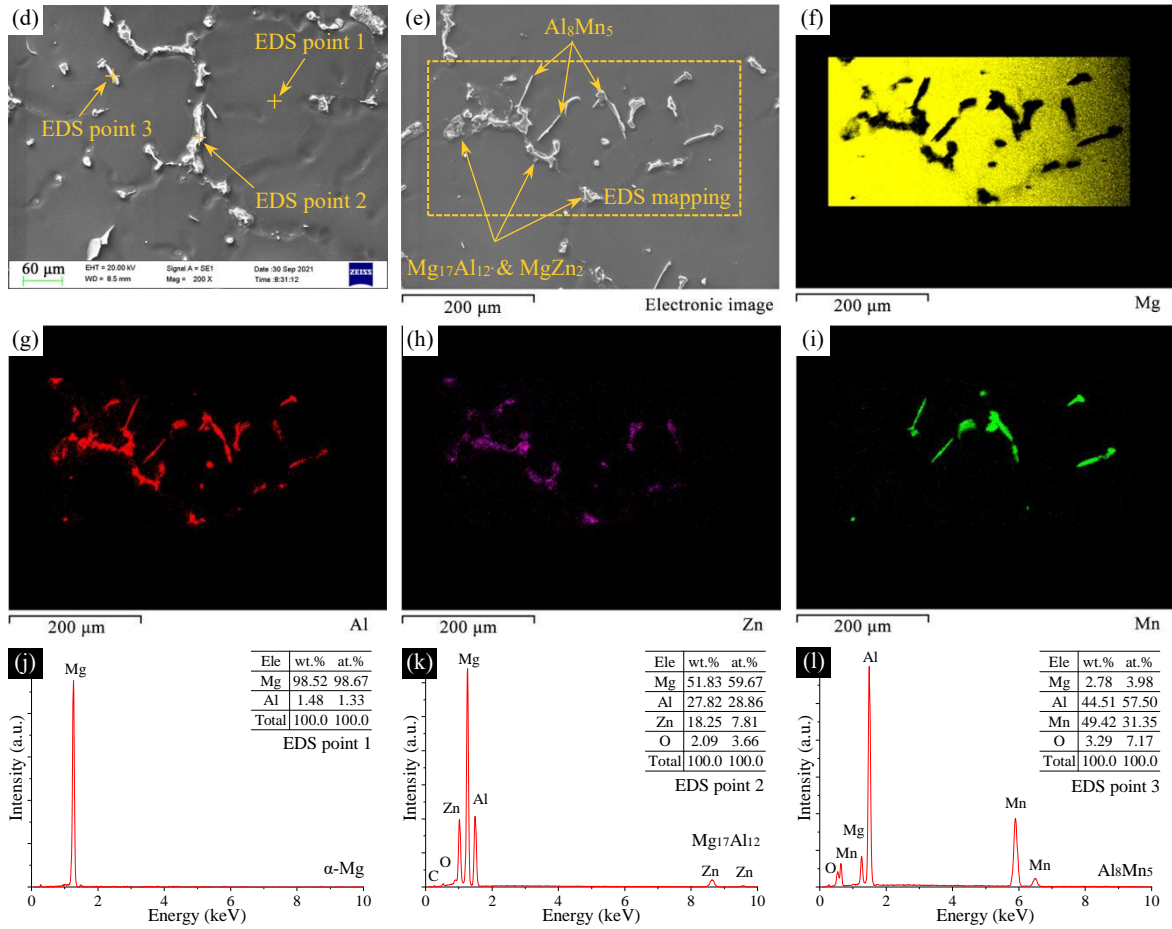 (d)
EDS point 1
EDS point 3
EDS point 2
60 μm
EHT = 20.00 kV
WD = 8.5 mm
Signal A = SE1
Mag = 200 X
Date :30 Sep 2021
Time :8:31:12
ZEISS
(e)
Al₈Mn₅
EDS mapping
Mg₁₇Al₁₂ & MgZn₂
200 μm
Electronic image
(f)
200 μm
Mg
(g)
200 μm
Al
(h)
200 μm
Zn
(i)
200 μm
Mn
(j)
Mg
Ele wt.% at.%
Mg 98.52 98.67
Al 1.48 1.33
Total 100.0 100.0
EDS point 1
α-Mg
Intensity (a.u.)
0 2 4 6 8 10
Energy (keV)
(k)
Mg
Ele wt.% at.%
Mg 51.83 59.67
Al 27.82 28.86
Zn 18.25 7.81
O 2.09 3.66
Total 100.0 100.0
EDS point 2
Zn
Al
Mg₁₇Al₁₂
O
C
Zn
Zn
Intensity (a.u.)
0 2 4 6 8 10
Energy (keV)
(l)
Al
Ele wt.% at.%
Mg 2.78 3.98
Al 44.51 57.50
Mn 49.42 31.35
O 3.29 7.17
Total 100.0 100.0
EDS point 3
Mn
Mg
Mn
O
Mn
Al₈Mn₅
Intensity (a.u.)
0 2 4 6 8 10
Energy (keV)